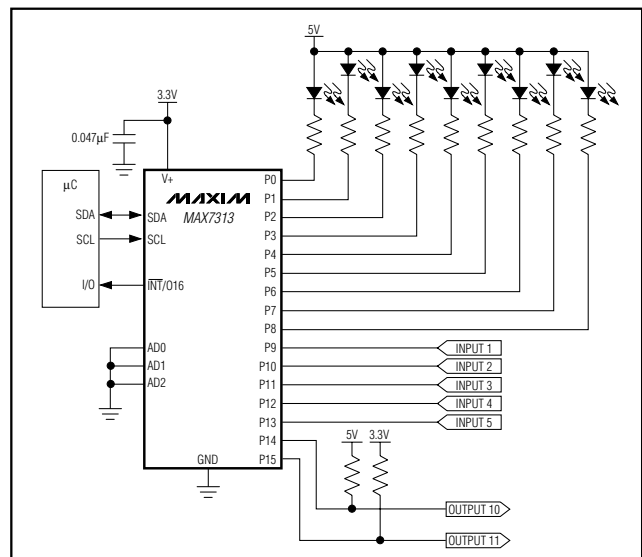 5V
3.3V
0.047µF
µC
V+
MAXIM
MAX7313
SDA
SDA
SCL
SCL
I/O
INT/O16
AD0
AD1
AD2
GND
P0
P1
P2
P3
P4
P5
P6
P7
P8
P9
INPUT 1
P10
INPUT 2
P11
INPUT 3
P12
INPUT 4
P13
INPUT 5
P14
P15
5V
3.3V
OUTPUT 10
OUTPUT 11